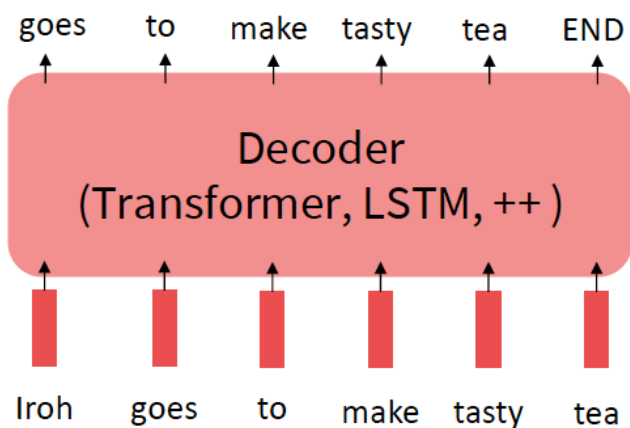 goes to make tasty tea END
Decoder
(Transformer, LSTM, ++ )
Iroh goes to make tasty tea